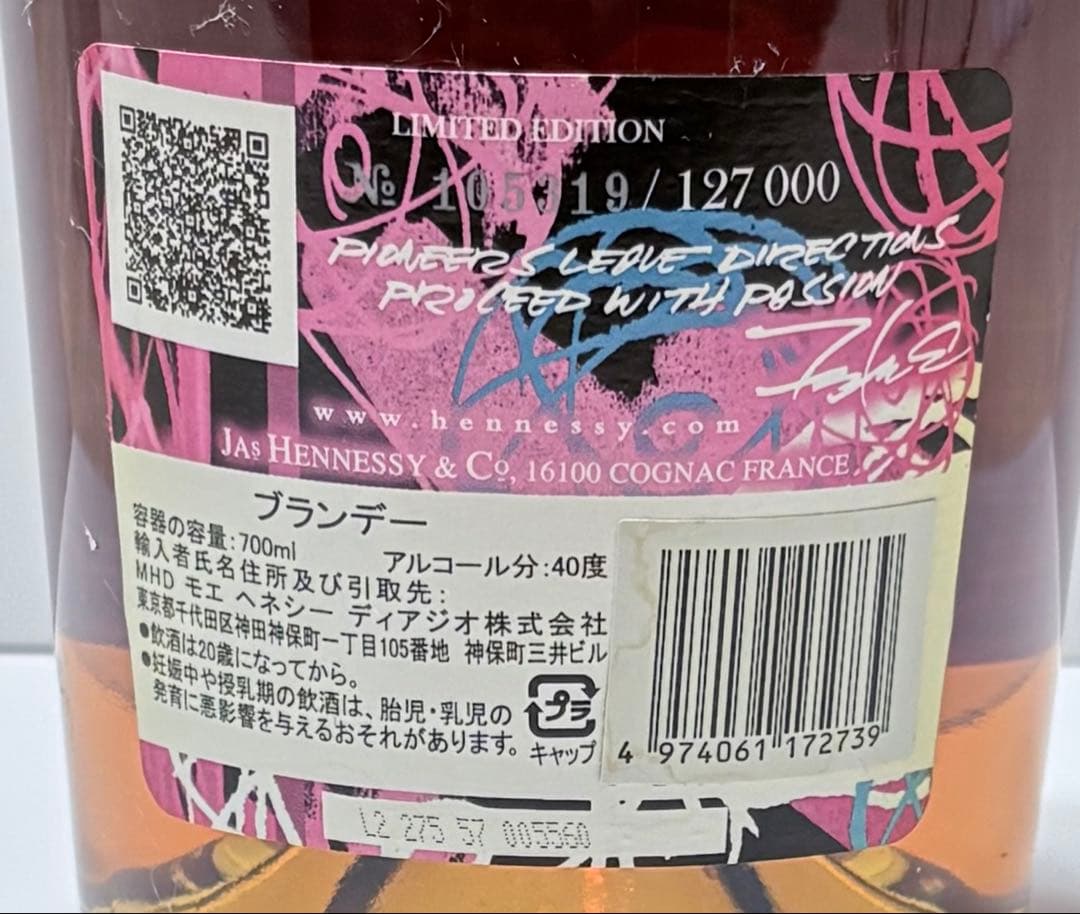 LIMITED EDITION
№ 105319 / 127 000
PIONEERS LEAVE DIRECTIONS
PROCEED WITH PASSION
www.hennessy.com
JAS HENNESSY & Cº, 16100 COGNAC FRANCE
ブランデー
容器の容量:700ml アルコール分:40度
輸入者氏名住所及び引取先:
MHD モエ ヘネシー ディアジオ株式会社
東京都千代田区神田神保町一丁目105番地 神保町三井ビル
●飲酒は20歳になってから。
●妊娠中や授乳期の飲酒は、胎児・乳児の
発育に悪影響を与えるおそれがあります。
プラ
キャップ
4 974061 172739
L2 275 57 005560